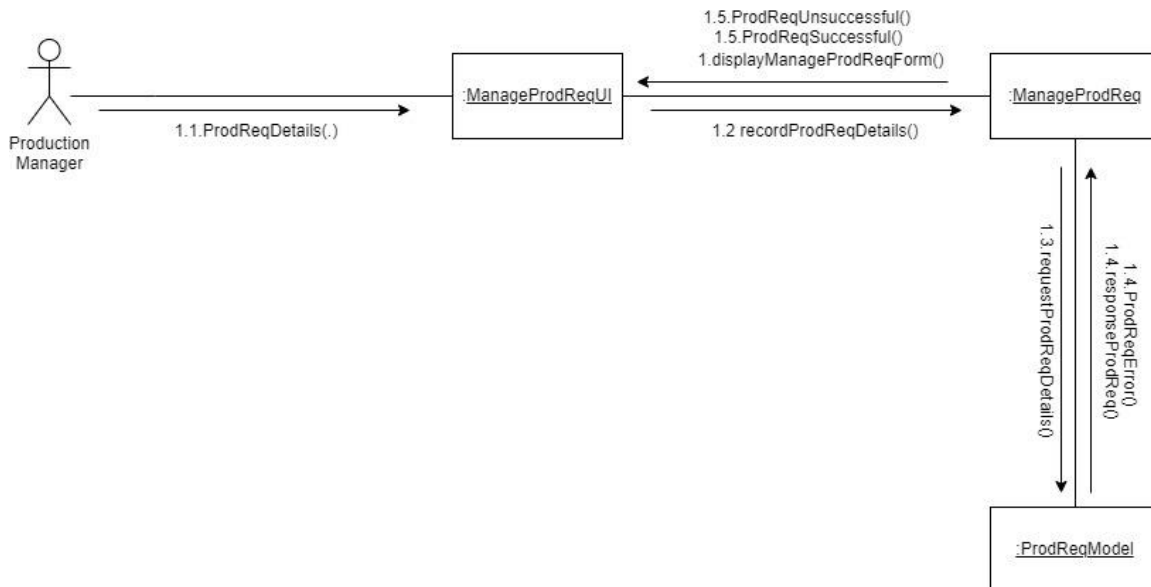 1.5.ProdReqUnsuccessful()
1.5.ProdReqSuccessful()
1.displayManageProdReqForm()
:ManageProdReqUI
:ManageProdReq
1.1.ProdReqDetails(.)
1.2 recordProdReqDetails()
Production
Manager
1.3.requestProdReqDetails()
1.4.ProdReqError()
1.4.responseProdReq()
:ProdReqModel